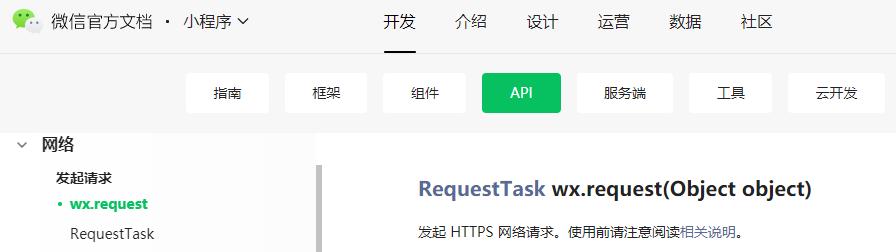 微信官方文档 · 小程序 开发 介绍 设计 运营 数据 社区
指南 框架 组件 API 服务端 工具 云开发
网络
发起请求
• wx.request
RequestTask
RequestTask wx.request(Object object)
发起 HTTPS 网络请求。使用前请注意阅读相关说明。